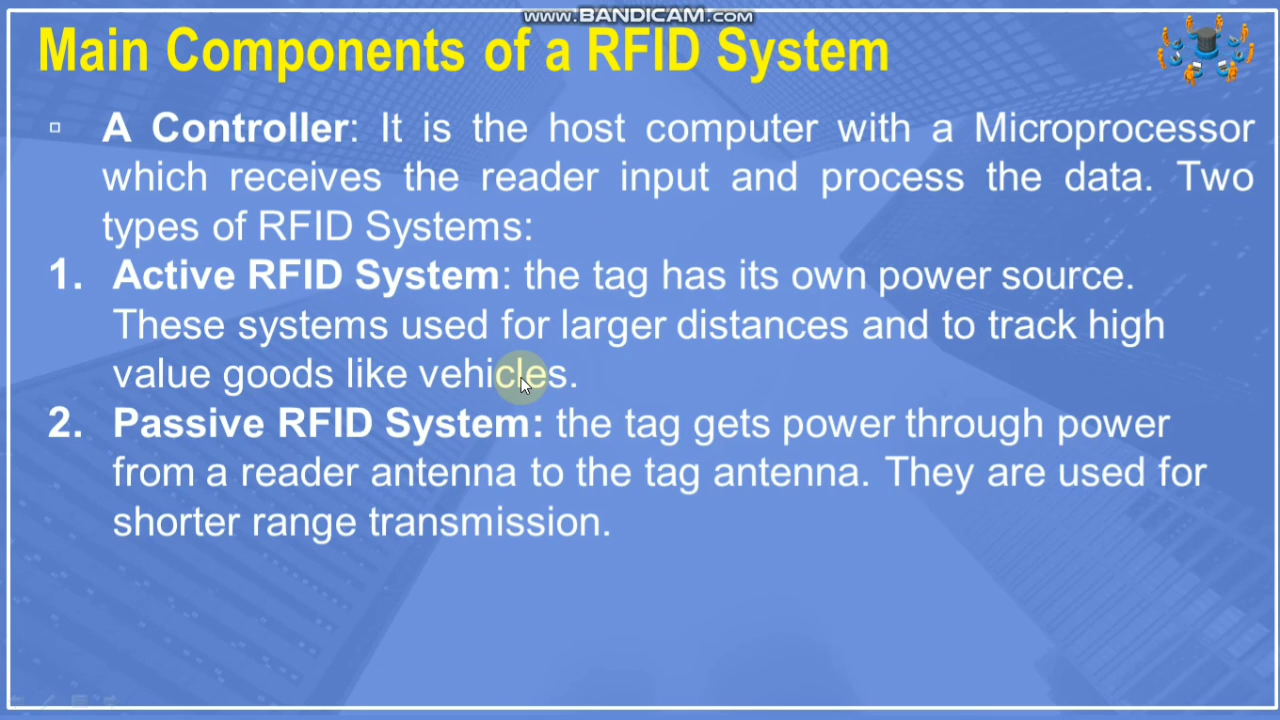 www.BANDICAM.com
Main Components of a RFID System
A Controller: It is the host computer with a Microprocessor
which receives the reader input and process the data. Two
types of RFID Systems:
1. Active RFID System: the tag has its own power source.
These systems used for larger distances and to track high
value goods like vehicles.
2. Passive RFID System: the tag gets power through power
from a reader antenna to the tag antenna. They are used for
shorter range transmission.